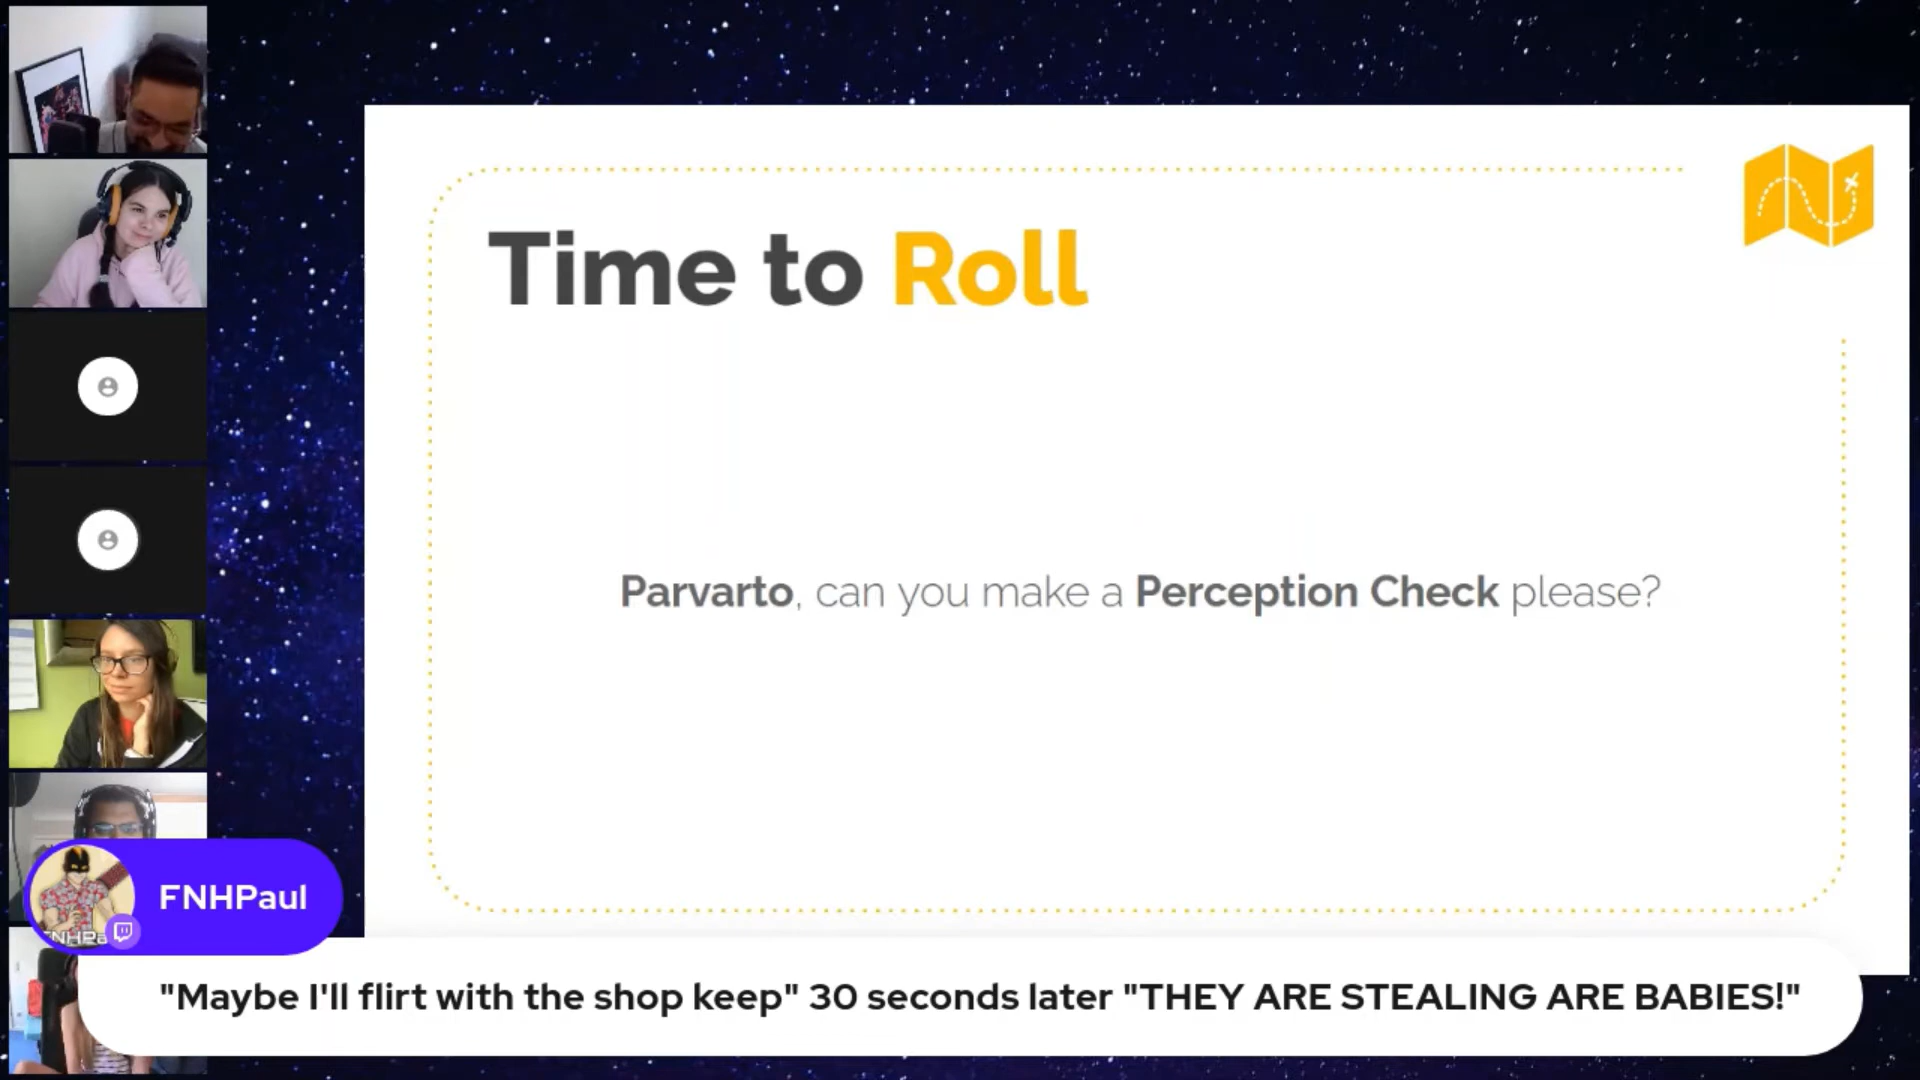 Time to Roll
Parvarto, can you make a Perception Check please?
FNHPaul
"Maybe I'll flirt with the shop keep" 30 seconds later "THEY ARE STEALING ARE BABIES!"